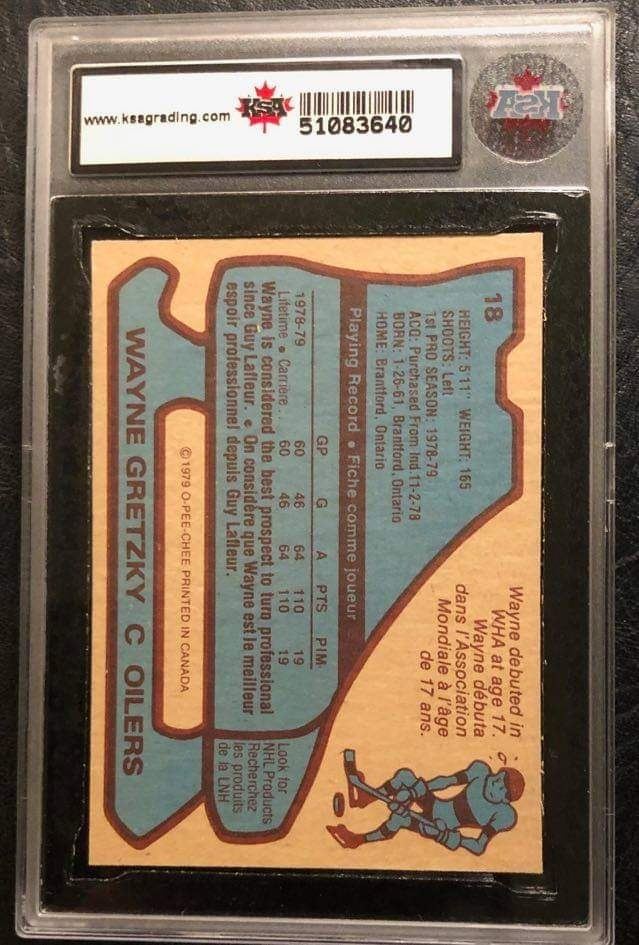 www.ksagrading.com
KSA
51083640
KSA
18
HEIGHT: 5'11" WEIGHT: 165
SHOOTS: Left
1st PRO SEASON: 1978-79
ACQ: Purchased From Ind 11-2-78
BORN: 1-26-61, Brantford, Ontario
HOME: Brantford, Ontario
Wayne debuted in
WHA at age 17.
Wayne débuta
dans l'Association
Mondiale à l'âge
de 17 ans.
Playing Record • Fiche comme joueur
GP G A PTS PIM
1978-79 60 46 64 110 19
Lifetime • Carrière... 60 46 64 110 19
Wayne is considered the best prospect to turn professional
since Guy Lafleur. • On considère que Wayne est le meilleur
espoir professionnel depuis Guy Lafleur.
Look for
NHL Products
Recherchez
les produits
de la LNH
© 1979 O-PEE-CHEE PRINTED IN CANADA
WAYNE GRETZKY C OILERS